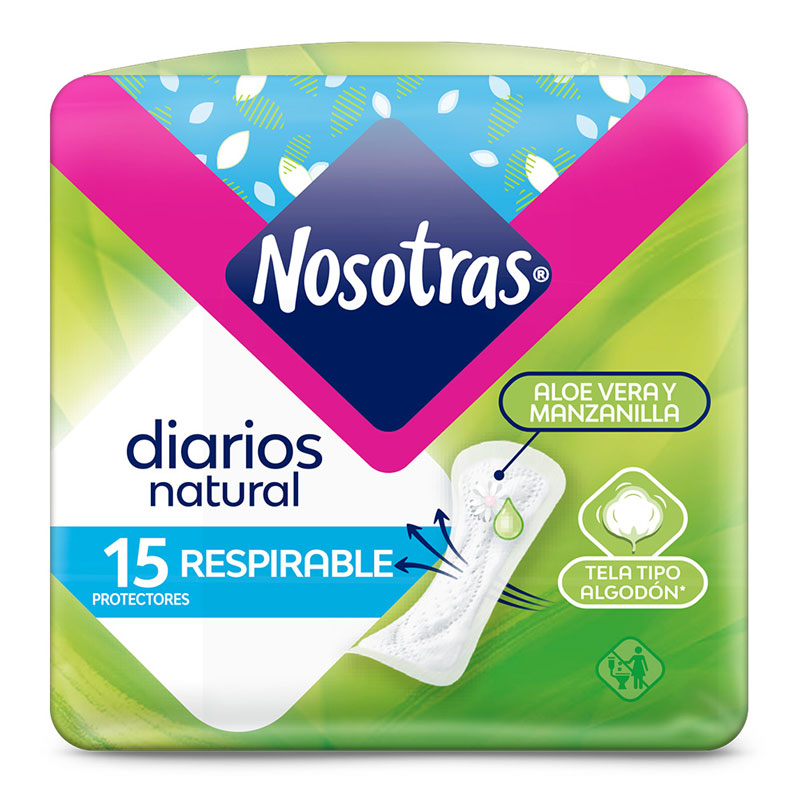 Nosotras®
ALOE VERA Y
MANZANILLA
diarios
natural
15 RESPIRABLE
PROTECTORES
TELA TIPO
ALGODÓN*